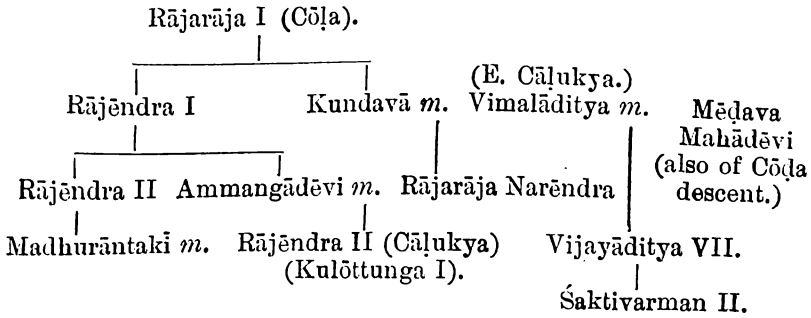 Rājarāja I (Cōḷa).
(E. Cāḷukya.)
Rājēndra I Kundavā m. Vimalāditya m. Mēḍava
Mahādēvi
(also of Cōḍa
descent.)
Rājēndra II Ammangādēvi m. Rājarāja Narēndra
Madhurāntaki m. Rājēndra II (Cāḷukya) Vijayāditya VII.
(Kulōttunga I).
Śaktivarman II.